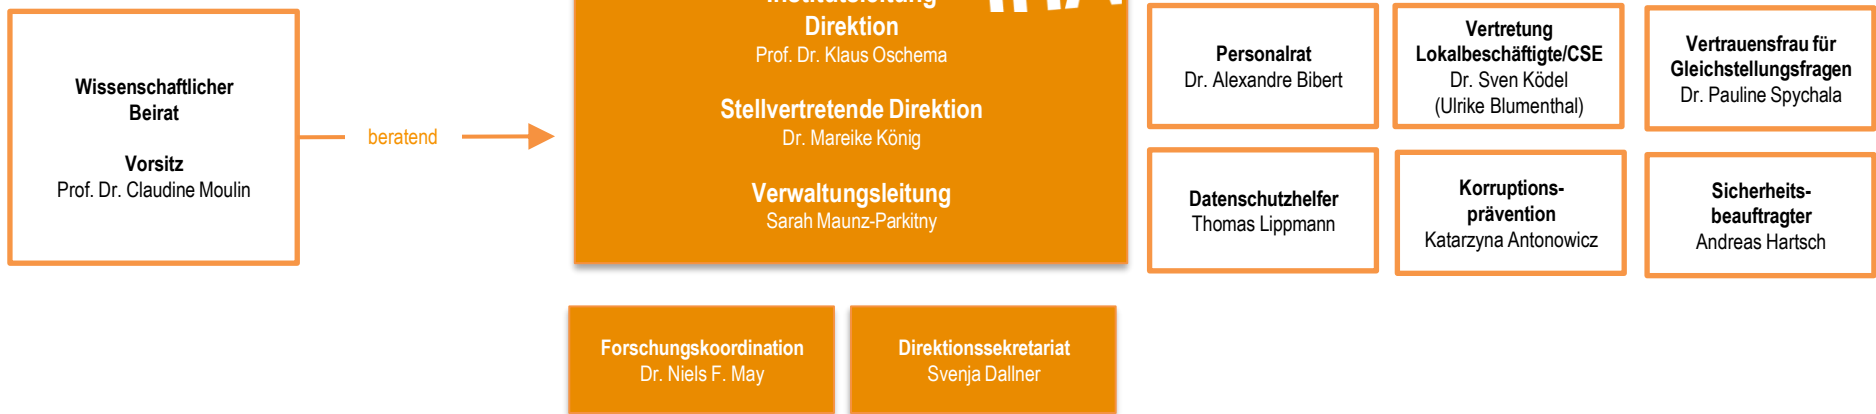 Wissenschaftlicher
Beirat
Vorsitz
Prof. Dr. Claudine Moulin
beratend
Institutsleitung
Direktion
Prof. Dr. Klaus Oschema
Stellvertretende Direktion
Dr. Mareike König
Verwaltungsleitung
Sarah Maunz-Parkitny
Personalrat
Dr. Alexandre Bibert
Vertretung
Lokalbeschäftigte/CSE
Dr. Sven Ködel
(Ulrike Blumenthal)
Vertrauensfrau für
Gleichstellungsfragen
Dr. Pauline Spychala
Datenschutzhelfer
Thomas Lippmann
Korruptions-
prävention
Katarzyna Antonowicz
Sicherheits-
beauftragter
Andreas Hartsch
Forschungskoordination
Dr. Niels F. May
Direktionssekretariat
Svenja Dallner